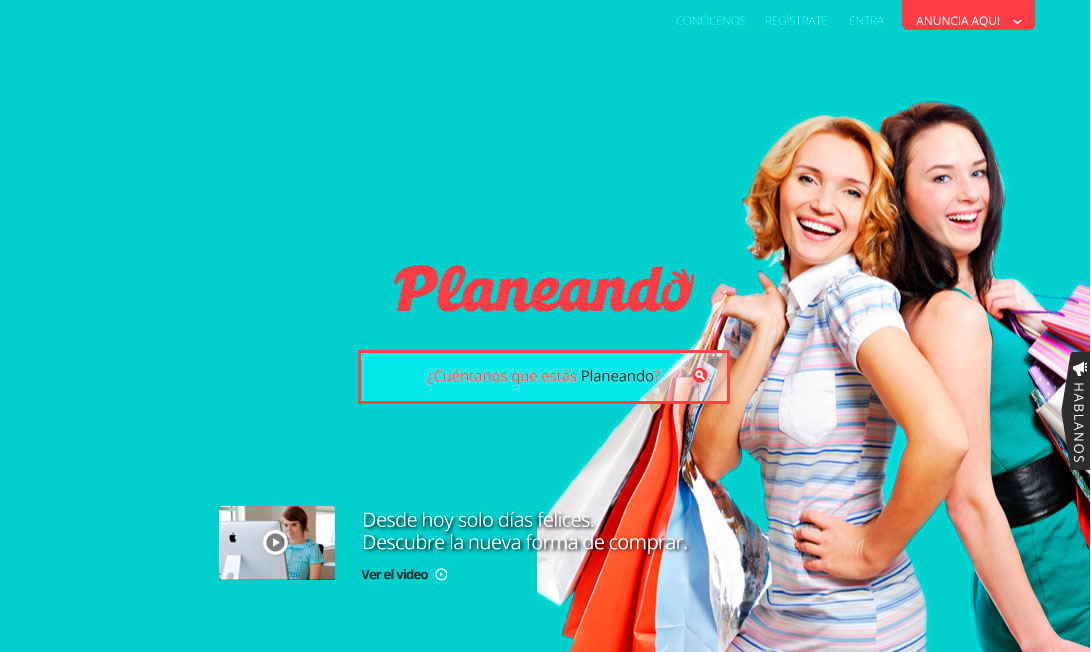 CONÓCENOS REGÍSTRATE ENTRA ANUNCIA AQUI
Planeando
¿Cuéntanos que estás Planeando?
HABLANOS
Desde hoy solo días felices.
Descubre la nueva forma de comprar.
Ver el video